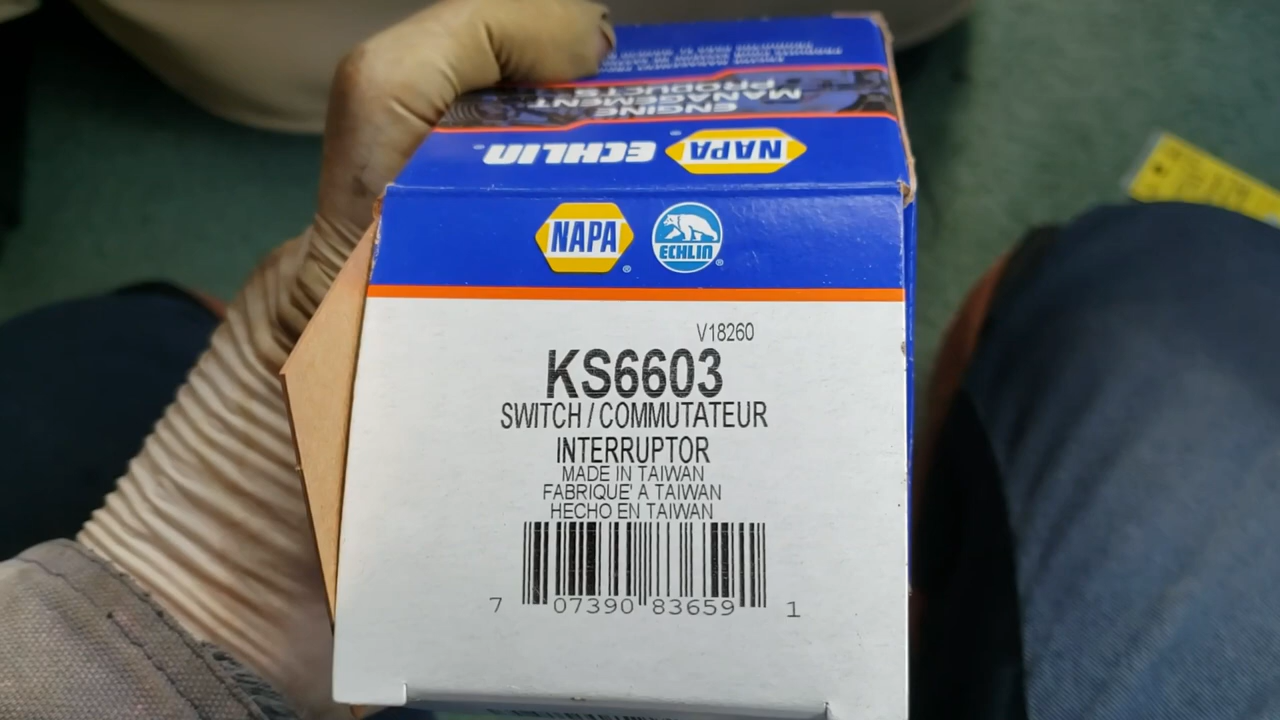 ENGINE
MANAGEMENT
PRODUCTS
NAPA ECHLIN
NAPA ® ECHLIN ®
V18260
KS6603
SWITCH / COMMUTATEUR
INTERRUPTOR
MADE IN TAIWAN
FABRIQUE' A TAIWAN
HECHO EN TAIWAN
7 07390 83659 1